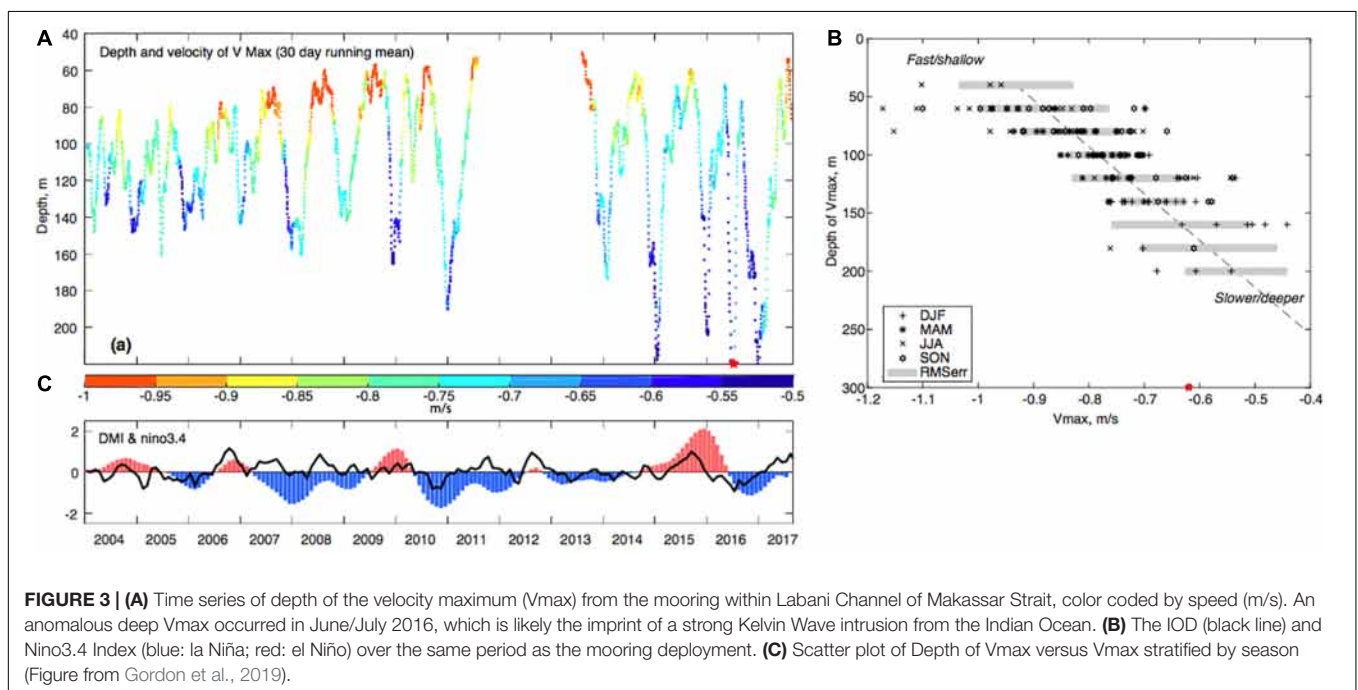 A
Depth and velocity of V Max (30 day running mean)
40
60
80
100
120
140
160
180
200
Depth, m
(a)
C
-1 -0.95 -0.9 -0.85 -0.8 -0.75 -1 -0.7 -0.65 -0.6 -0.55 -0.5
m/s
DMI & nino3.4
2
0
-2
2004 2005 2006 2007 2008 2009 2010 2011 2012 2013 2014 2015 2016 2017
B
0
50
100
150
200
250
300
Depth of Vmax, m
Fast/shallow
Slower/deeper
+ DJF
MAM
× JJA
SON
RMSerr
-1.2 -1 -0.9 -0.8 -0.7 -0.6 -0.5 -0.4
Vmax, m/s
FIGURE 3 | (A) Time series of depth of the velocity maximum (Vmax) from the mooring within Labani Channel of Makassar Strait, color coded by speed (m/s). An
anomalous deep Vmax occurred in June/July 2016, which is likely the imprint of a strong Kelvin Wave intrusion from the Indian Ocean. (B) The IOD (black line) and
Nino3.4 Index (blue: la Niña; red: el Niño) over the same period as the mooring deployment. (C) Scatter plot of Depth of Vmax versus Vmax stratified by season
(Figure from Gordon et al., 2019).